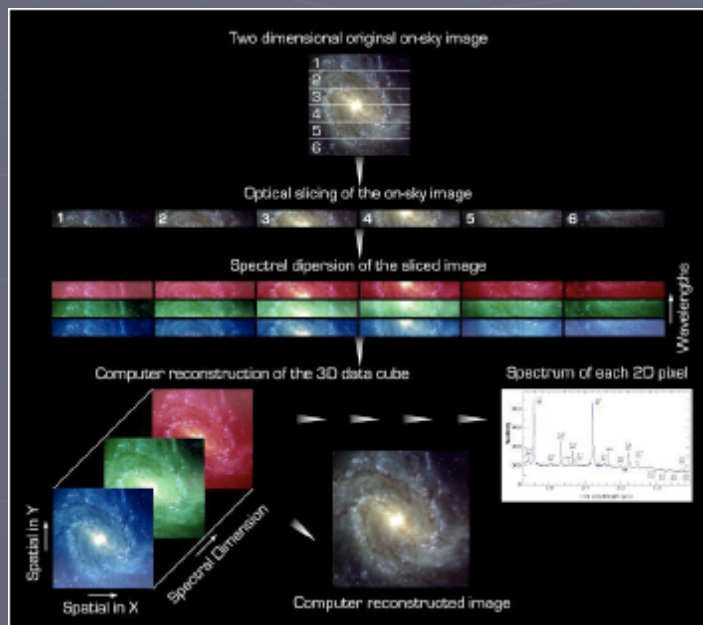 Two dimensional original on-sky image
1
2
3
4
5
6
Optical slicing of the on-sky image
1 2 3 4 5 6
Spectral dipersion of the sliced image
Wavelengths
Computer reconstruction of the 3D data cube
Spectrum of each 2D pixel
Spatial in Y
Spectral Dimension
Spatial in X
Computer reconstructed image